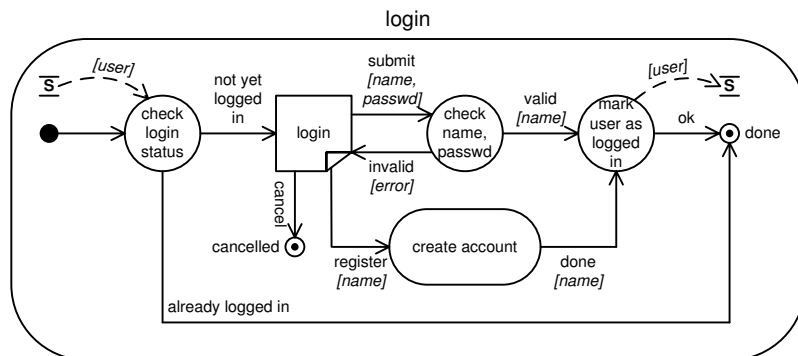 login
[user]
S
check
login
status
not yet
logged
in
login
submit
[name,
passwd]
check
name,
passwd
invalid
[error]
valid
[name]
mark
user as
logged
in
[user]
S
ok
done
cancel
cancelled
register
[name]
create account
done
[name]
already logged in